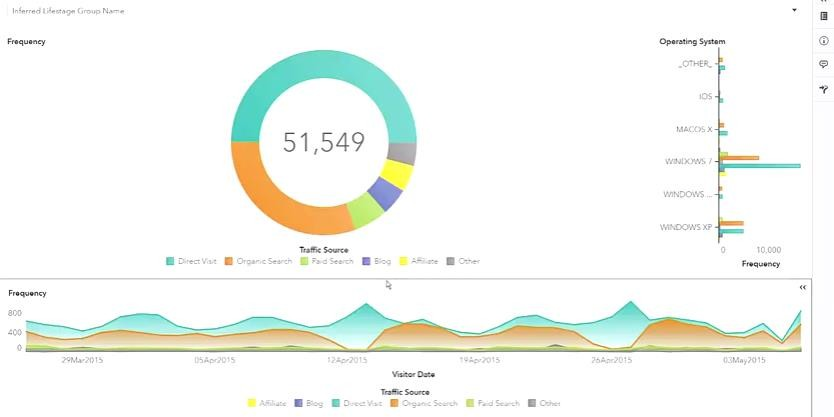 Inferred Lifestage Group Name
Frequency
51,549
Traffic Source
Direct Visit Organic Search Paid Search Blog Affiliate Other
Operating System
_OTHER_
IOS
MACOS X
WINDOWS 7
WINDOWS ...
WINDOWS XP
0 10,000
Frequency
Frequency
800
400
0
29Mar2015 05Apr2015 12Apr2015 19Apr2015 26Apr2015 03May2015
Visitor Date
Traffic Source
Affiliate Blog Direct Visit Organic Search Paid Search Other